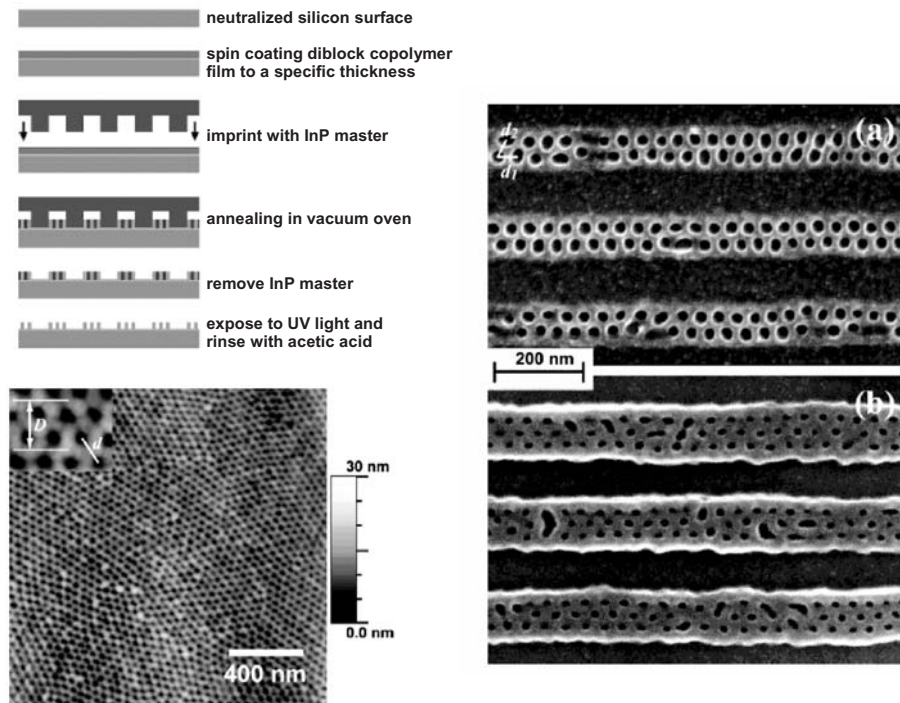 neutralized silicon surface
spin coating diblock copolymer
film to a specific thickness
imprint with InP master
annealing in vacuum oven
remove InP master
expose to UV light and
rinse with acetic acid
D
d
400 nm
30 nm
0.0 nm
(a)
d₂
d₁
200 nm
(b)